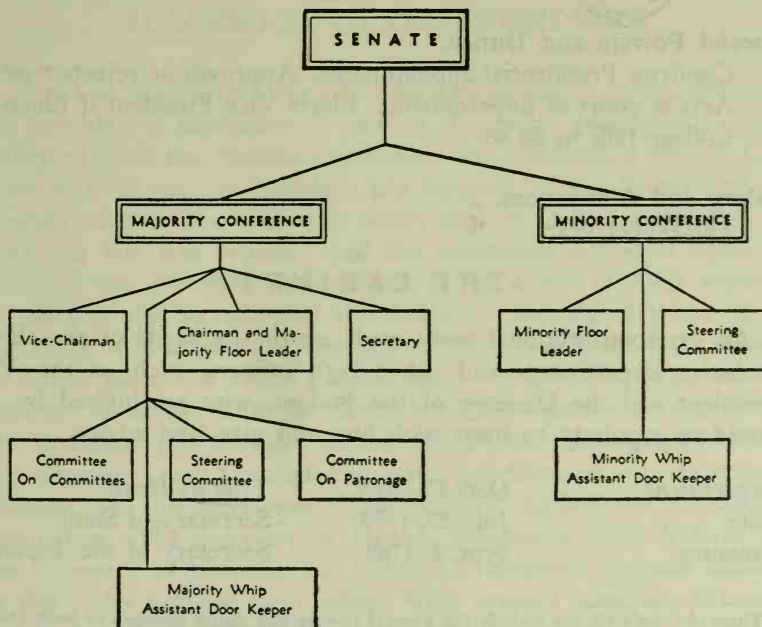 SENATE
MAJORITY CONFERENCE
MINORITY CONFERENCE
Vice-Chairman
Chairman and Ma-
jority Floor Leader
Secretary
Minority Floor
Leader
Steering
Committee
Committee
On Committees
Steering
Committee
Committee
On Patronage
Minority Whip
Assistant Door Keeper
Majority Whip
Assistant Door Keeper